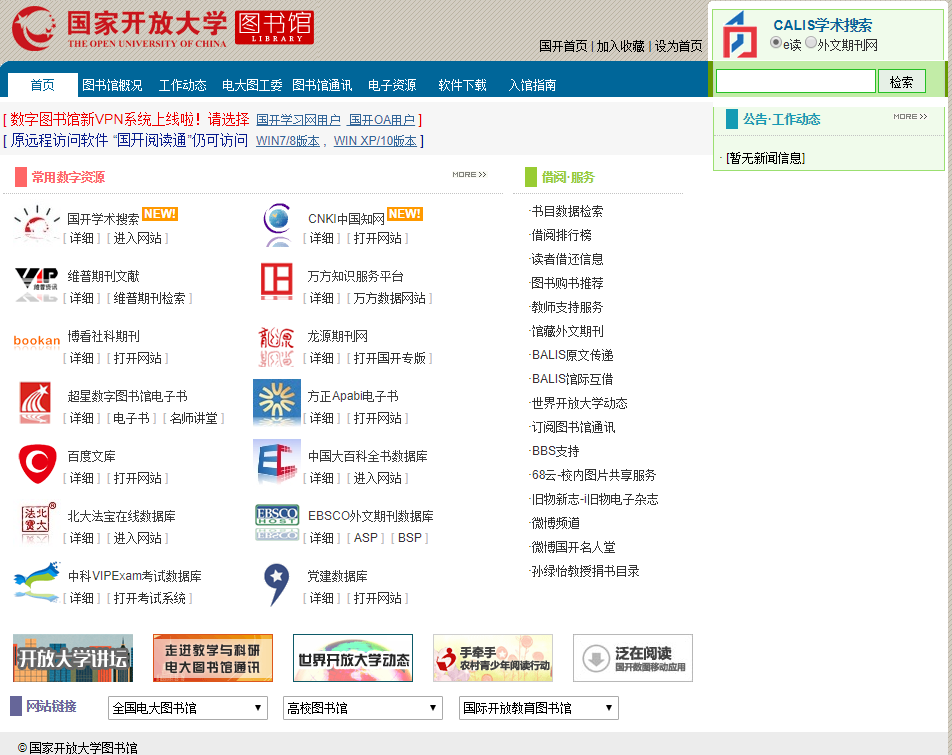 国家开放大学 图书馆
THE OPEN UNIVERSITY OF CHINA LIBRARY
国开首页 | 加入收藏 | 设为首页
CALIS学术搜索
e读 外文期刊网
检索
首页 图书馆概况 工作动态 电大图工委 图书馆通讯 电子资源 软件下载 入馆指南
[ 数字图书馆新VPN系统上线啦！请选择 国开学习网用户 国开OA用户 ]
[ 原远程访问软件 “国开阅读通”仍可访问 WIN7/8版本 , WIN XP/10版本 ]
公告·工作动态 MORE
· [暂无新闻信息]
常用数字资源 MORE
国开学术搜索 NEW!
[ 详细 ] [ 进入网站 ]
CNKI中国知网 NEW!
[ 详细 ] [ 打开网站 ]
VIP 维普资讯
维普期刊文献
[ 详细 ] [ 维普期刊检索 ]
万方知识服务平台
[ 详细 ] [ 万方数据网站 ]
bookan
博看社科期刊
[ 详细 ] [ 打开网站 ]
龙源
龙源期刊网
[ 详细 ] [ 打开国开专版 ]
超星数字图书馆电子书
[ 详细 ] [ 电子书 ] [ 名师讲堂 ]
方正Apabi电子书
[ 详细 ] [ 打开网站 ]
百度文库
[ 详细 ] [ 打开网站 ]
中国大百科全书数据库
[ 详细 ] [ 进入网站 ]
北大法宝
北大法宝在线数据库
[ 详细 ] [ 进入网站 ]
EBSCO
HOST
EBSCO外文期刊数据库
[ 详细 ] [ ASP ] [ BSP ]
中科VIPExam考试数据库
[ 详细 ] [ 打开考试系统 ]
党建数据库
[ 详细 ] [ 打开网站 ]
借阅·服务
·书目数据检索
·借阅排行榜
·读者借还信息
·图书购书推荐
·教师支持服务
·馆藏外文期刊
·BALIS原文传递
·BALIS馆际互借
·世界开放大学动态
·订阅图书馆通讯
·BBS支持
·68云-校内图片共享服务
·旧物新志-i旧物电子杂志
·微博频道
·微博国开名人堂
·孙绿怡教授捐书目录
开放大学讲坛
走进教学与科研
电大图书馆通讯
世界开放大学动态
手牵手
农村青少年阅读行动
泛在阅读
国开数图移动应用
网站链接 全国电大图书馆 高校图书馆 国际开放教育图书馆
©国家开放大学图书馆